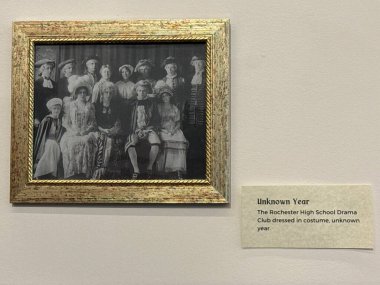 Unknown Year
The Rochester High School Drama
Club dressed in costume, unknown
year.